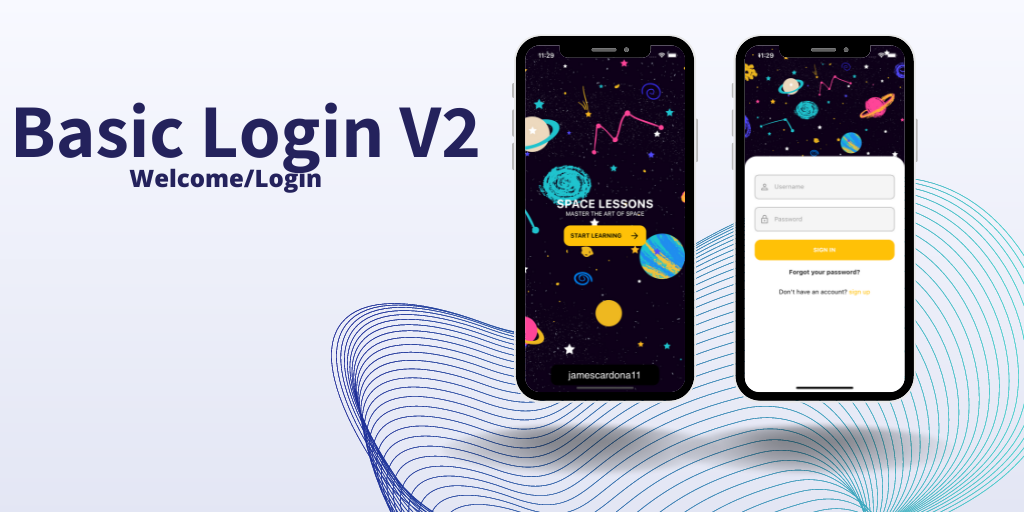 Basic Login V2
Welcome/Login
11:29
SPACE LESSONS
MASTER THE ART OF SPACE
START LEARNING
jamescardona11
11:29
Username
Password
SIGN IN
Forgot your password?
Don't have an account? sign up